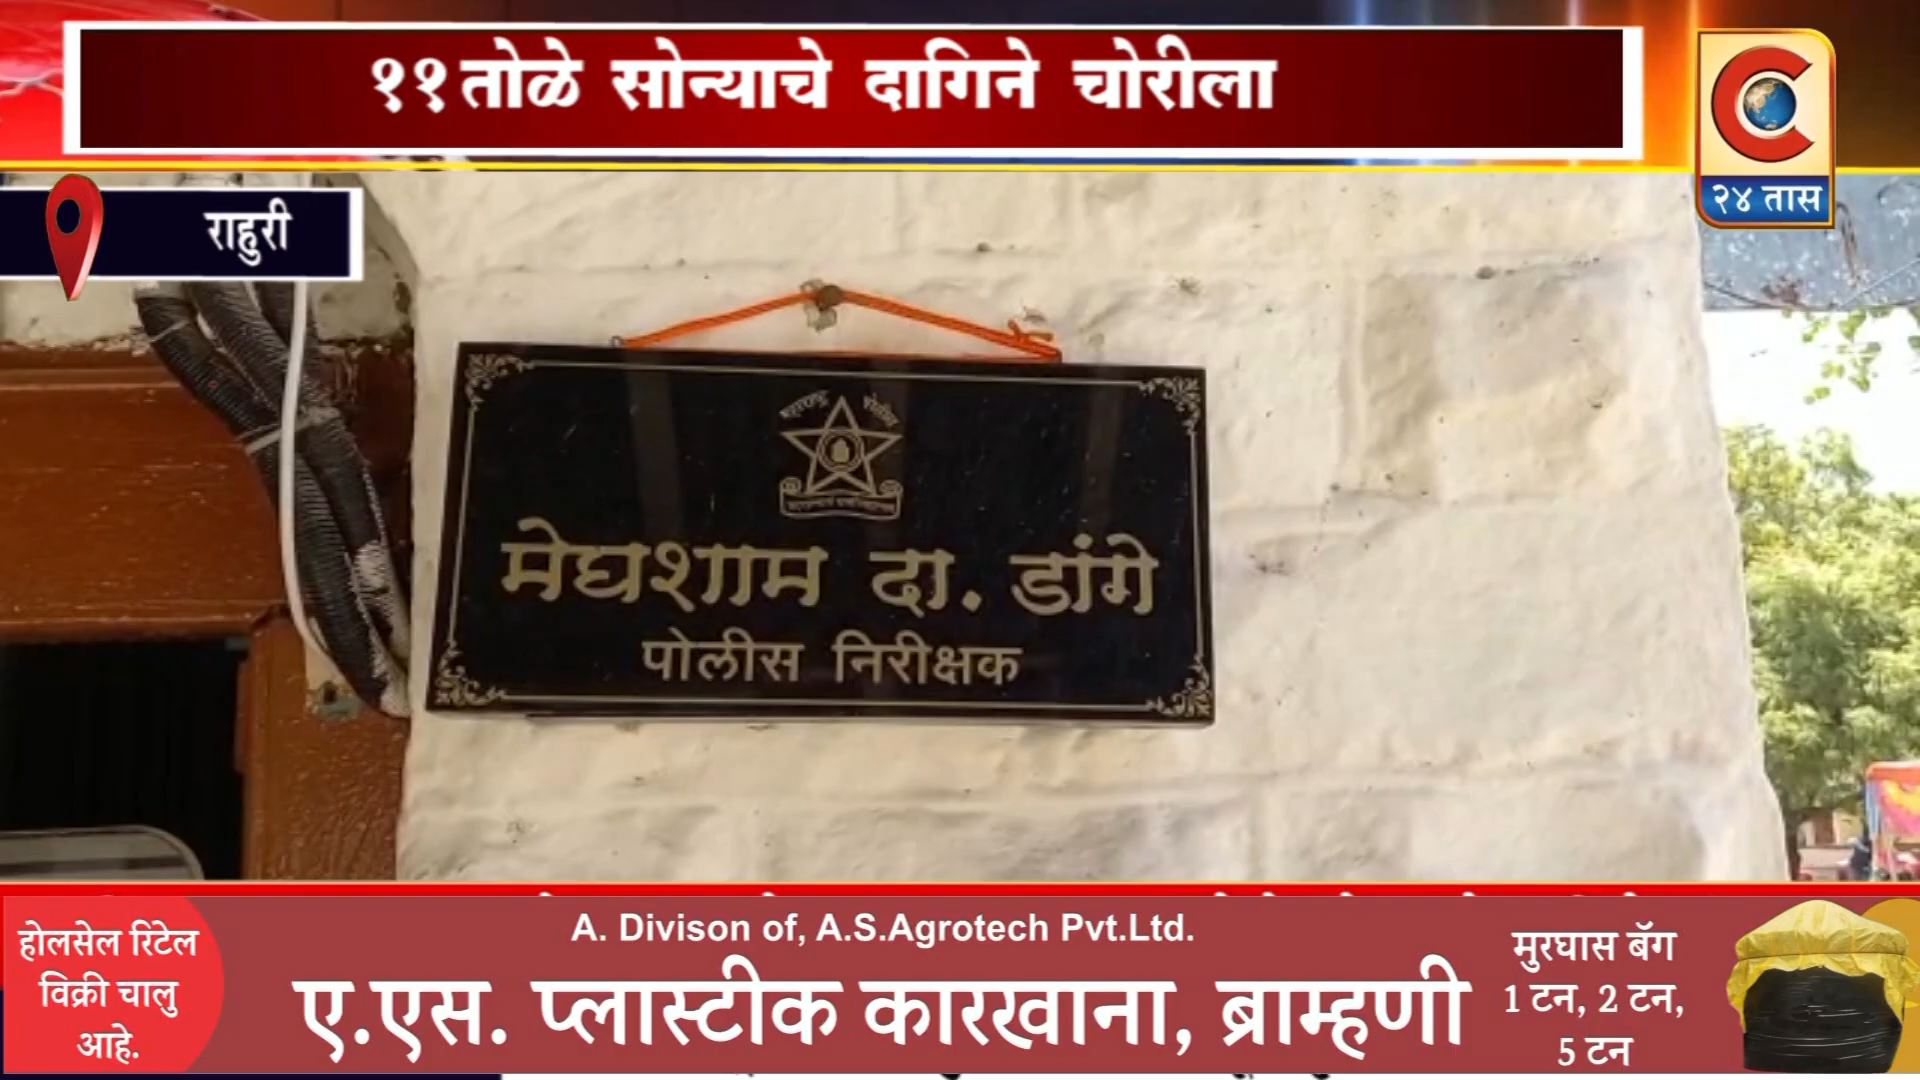 ११ तोळे सोन्याचे दागिने चोरीला
२४ तास
राहुरी
मेघशाम दा. डांगे
पोलीस निरीक्षक
होलसेल रिटेल
विक्री चालु
आहे.
A. Divison of, A.S.Agrotech Pvt.Ltd.
ए.एस. प्लास्टीक कारखाना, ब्राम्हणी
मुरघास बॅग
1 टन, 2 टन,
5 टन